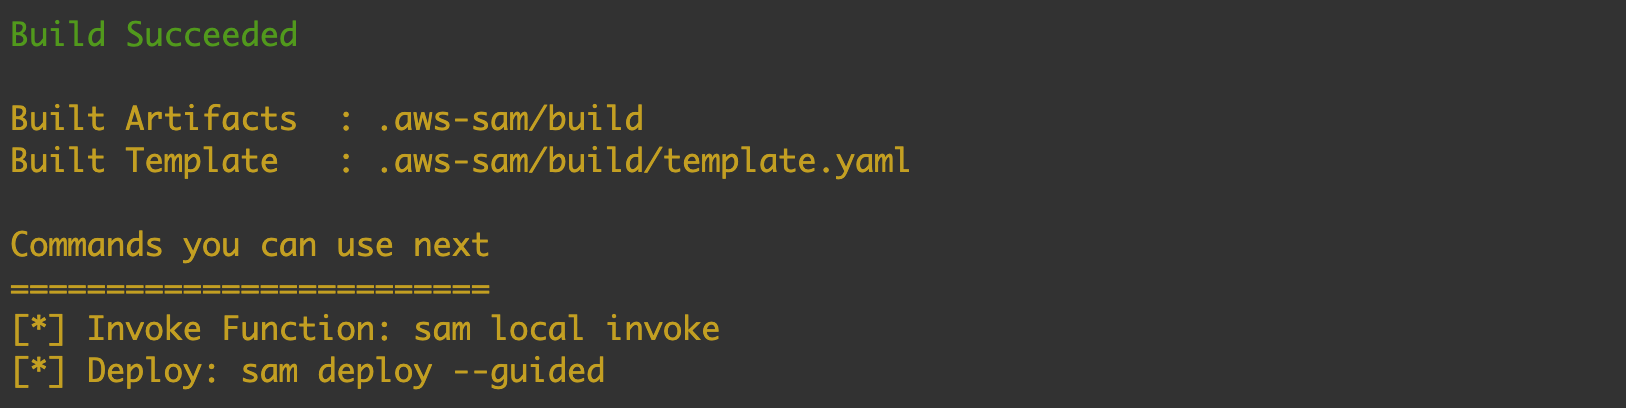 Build Succeeded
Built Artifacts  : .aws-sam/build
Built Template   : .aws-sam/build/template.yaml
Commands you can use next
=========================
[*] Invoke Function: sam local invoke
[*] Deploy: sam deploy --guided